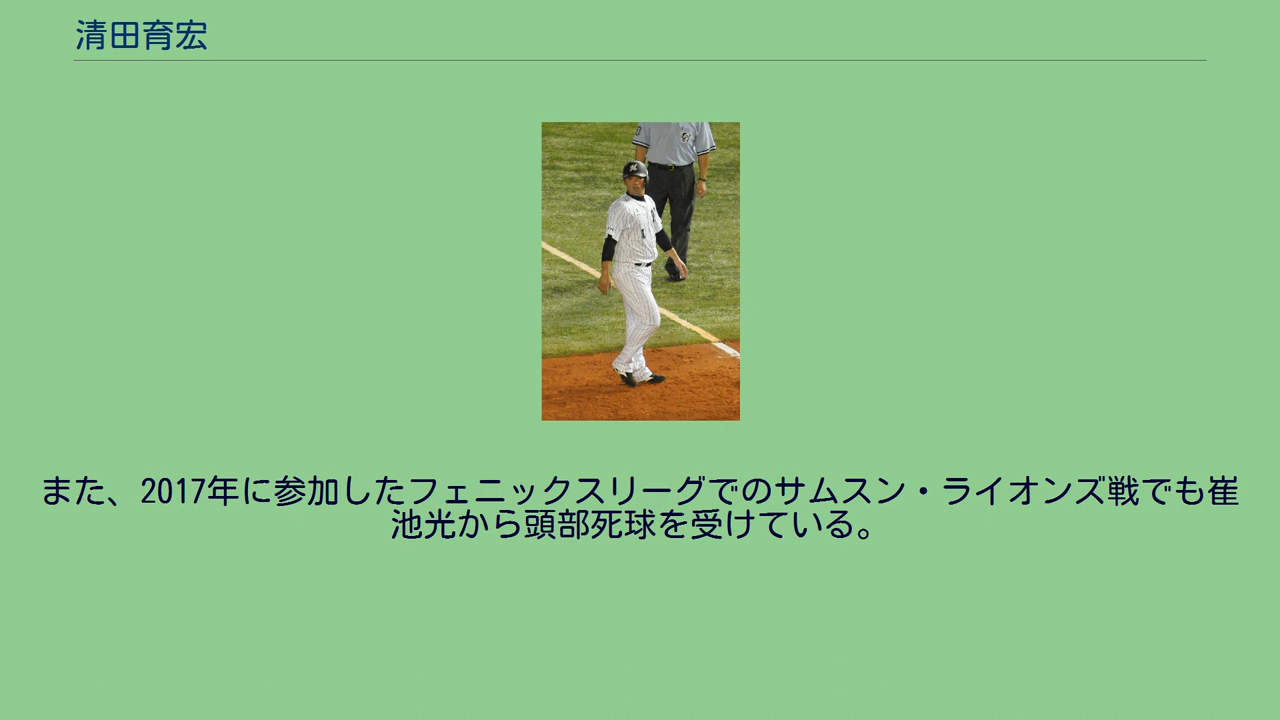 清田育宏
また、2017年に参加したフェニックスリーグでのサムスン・ライオンズ戦でも崔
池光から頭部死球を受けている。